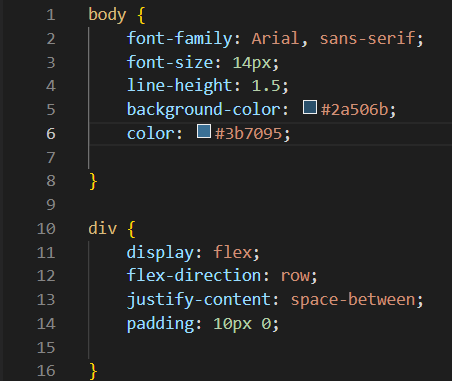 1 body {
2     font-family: Arial, sans-serif;
3     font-size: 14px;
4     line-height: 1.5;
5     background-color: #2a506b;
6     color: #3b7095;
7
8 }
9
10 div {
11     display: flex;
12     flex-direction: row;
13     justify-content: space-between;
14     padding: 10px 0;
15
16 }